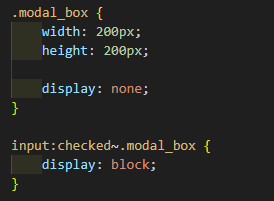 .modal_box {
    width: 200px;
    height: 200px;

    display: none;
}

input:checked~.modal_box {
    display: block;
}